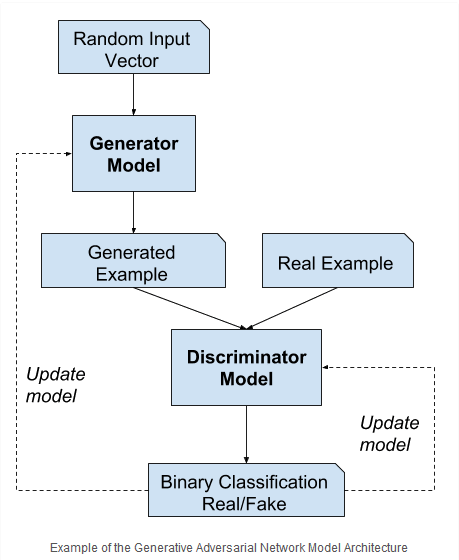 Random Input
Vector
Generator
Model
Generated
Example
Real Example
Discriminator
Model
Update
model
Update
model
Binary Classification
Real/Fake
Example of the Generative Adversarial Network Model Architecture